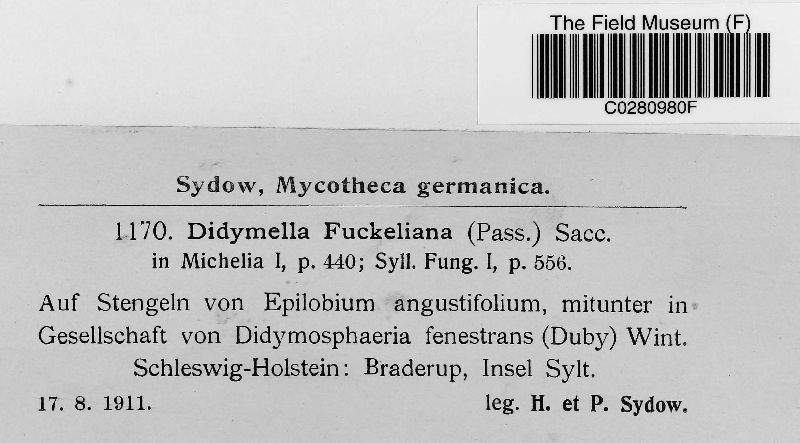 The Field Museum (F)
C0280980F
Sydow, Mycotheca germanica.
1170. Didymella Fuckeliana (Pass.) Sacc.
in Michelia I, p. 440; Syll. Fung. I, p. 556.
Auf Stengeln von Epilobium angustifolium, mitunter in
Gesellschaft von Didymosphaeria fenestrans (Duby) Wint.
Schleswig-Holstein: Braderup, Insel Sylt.
17. 8. 1911. leg. H. et P. Sydow.